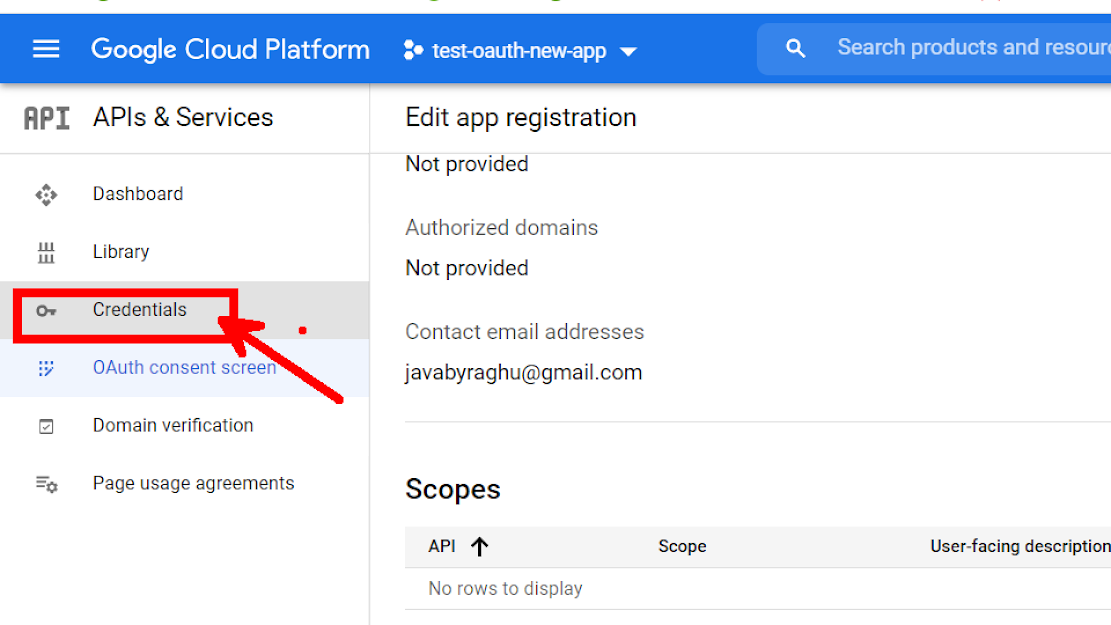 Google Cloud Platform
test-oauth-new-app
Search products and
API
APIs & Services
Edit app registration
Dashboard
Library
Credentials
OAuth consent screen
Domain verification
Page usage agreements
Not provided
Authorized domains
Not provided
Contact email addresses
javabyraghu@gmail.com
Scopes
API Scope User-facing description
No rows to display